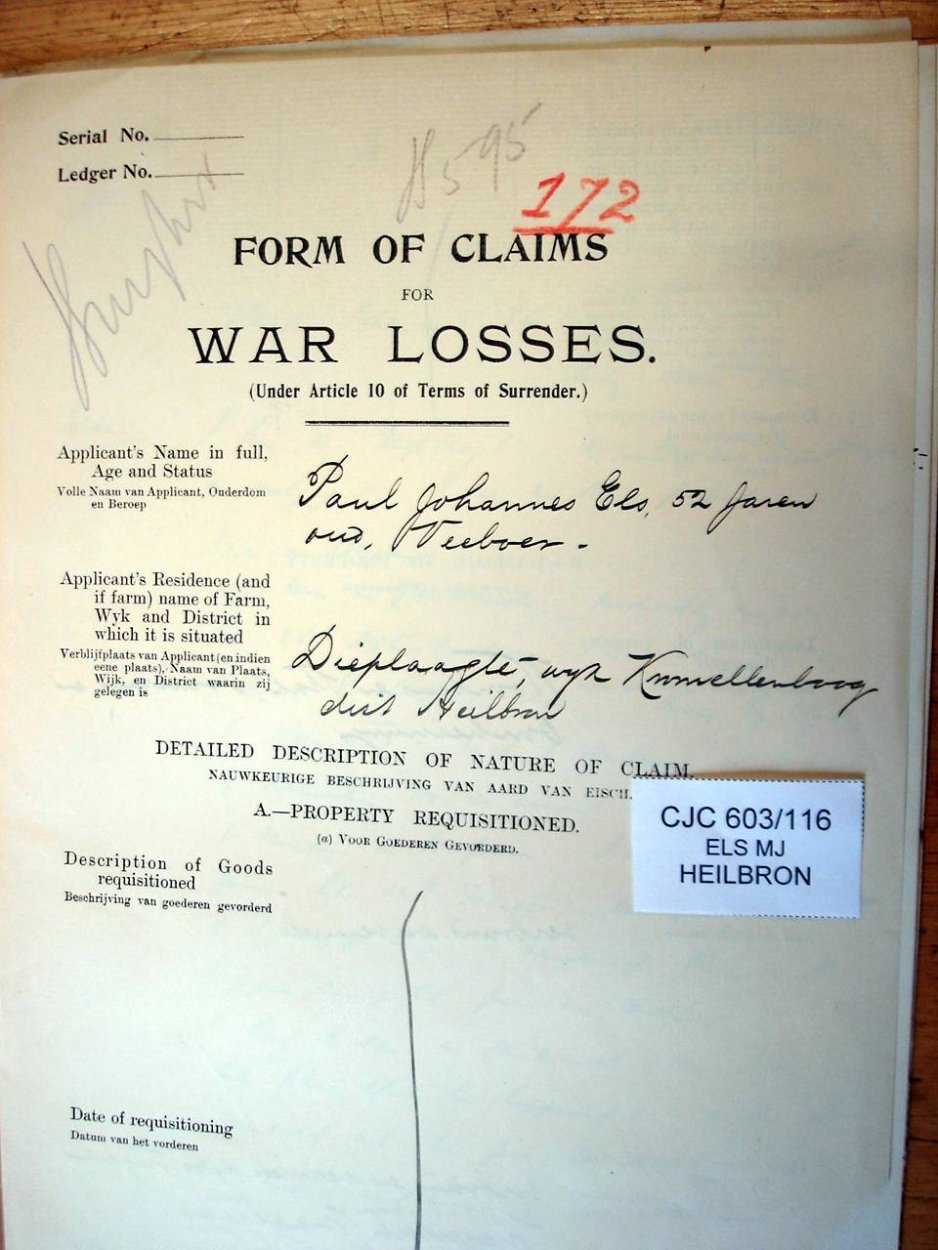 Serial No.
Ledger No.
595
172
FORM OF CLAIMS
FOR
WAR LOSSES.
(Under Article 10 of Terms of Surrender.)
Applicant's Name in full,
Age and Status
Volle Naam van Applicant, Ouderdom
en Beroep
Paul Johannes Els, 52 Jaren
oud, Veeboer -
Applicant's Residence (and
if farm) name of Farm,
Wyk and District in
which it is situated
Verblijfplaats van Applicant (en indien
eene plaats), Naam van Plaats,
Wijk, en District waarin zij
gelegen is
Dieplaagte, wyk
dist Heilbron
DETAILED DESCRIPTION OF NATURE OF CLAIM.
NAUWKEURIGE BESCHRIJVING VAN AARD VAN EISCH.
A.—PROPERTY REQUISITIONED.
(a) VOOR GOEDEREN GEVORDERD.
CJC 603/116
ELS MJ
HEILBRON
Description of Goods
requisitioned
Beschrijving van goederen gevorderd
Date of requisitioning
Datum van het vorderen